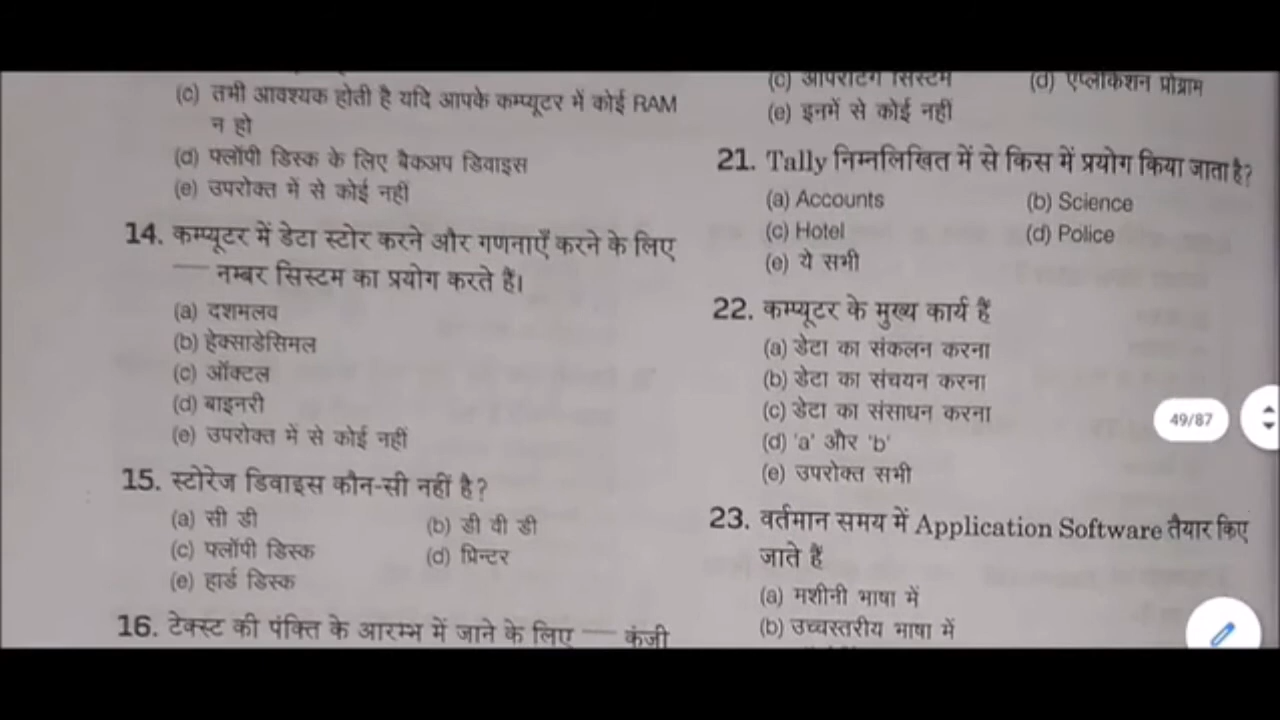 (c) तभी आवश्यक होती है यदि आपके कम्प्यूटर में कोई RAM
न हो
(d) फ्लॉपी डिस्क के लिए बैकअप डिवाइस
(e) उपरोक्त में से कोई नहीं
14. कम्प्यूटर में डेटा स्टोर करने और गणनाएँ करने के लिए
— नम्बर सिस्टम का प्रयोग करते हैं।
(a) दशमलव
(b) हेक्साडेसिमल
(c) ऑक्टल
(d) बाइनरी
(e) उपरोक्त में से कोई नहीं
15. स्टोरेज डिवाइस कौन-सी नहीं है?
(a) सी डी (b) डी वी डी
(c) फ्लॉपी डिस्क (d) प्रिन्टर
(e) हार्ड डिस्क
16. टेक्स्ट की पंक्ति के आरम्भ में जाने के लिए — कुंजी
(c) ऑपरेटिंग सिस्टम (d) एप्लीकेशन प्रोग्राम
(e) इनमें से कोई नहीं
21. Tally निम्नलिखित में से किस में प्रयोग किया जाता है?
(a) Accounts (b) Science
(c) Hotel (d) Police
(e) ये सभी
22. कम्प्यूटर के मुख्य कार्य हैं
(a) डेटा का संकलन करना
(b) डेटा का संचयन करना
(c) डेटा का संसाधन करना
(d) 'a' और 'b'
(e) उपरोक्त सभी
23. वर्तमान समय में Application Software तैयार किए
जाते हैं
(a) मशीनी भाषा में
(b) उच्चस्तरीय भाषा में
49/87